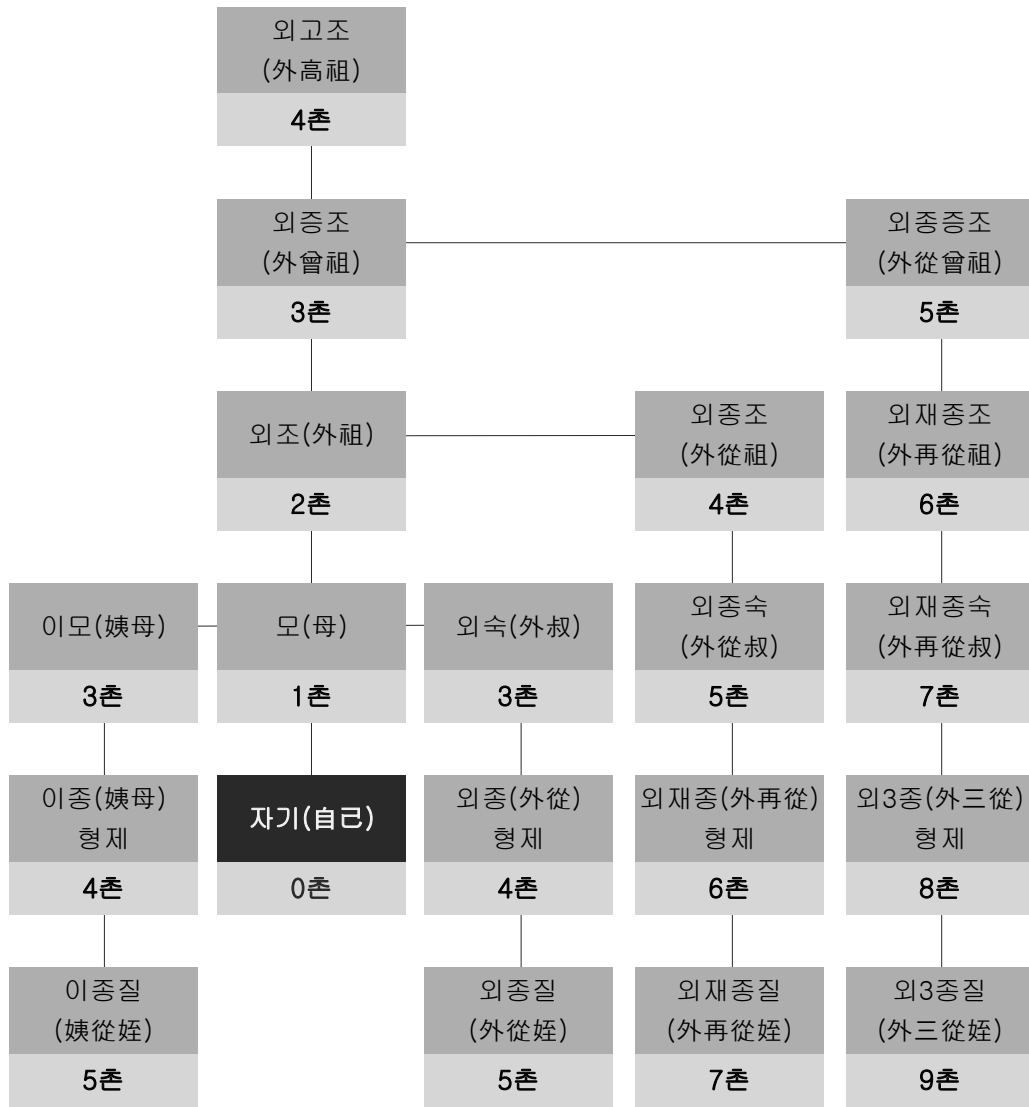 외고조
(外高祖)
4촌
외증조
(外曾祖)
3촌
외종증조
(外從曾祖)
5촌
외조(外祖)
2촌
외종조
(外從祖)
4촌
외재종조
(外再從祖)
6촌
이모(姨母)
3촌
모(母)
1촌
외숙(外叔)
3촌
외종숙
(外從叔)
5촌
외재종숙
(外再從叔)
7촌
이종(姨母)
형제
4촌
자기(自己)
0촌
외종(外從)
형제
4촌
외재종(外再從)
형제
6촌
외3종(外三從)
형제
8촌
이종질
(姨從姪)
5촌
외종질
(外從姪)
5촌
외재종질
(外再從姪)
7촌
외3종질
(外三從姪)
9촌